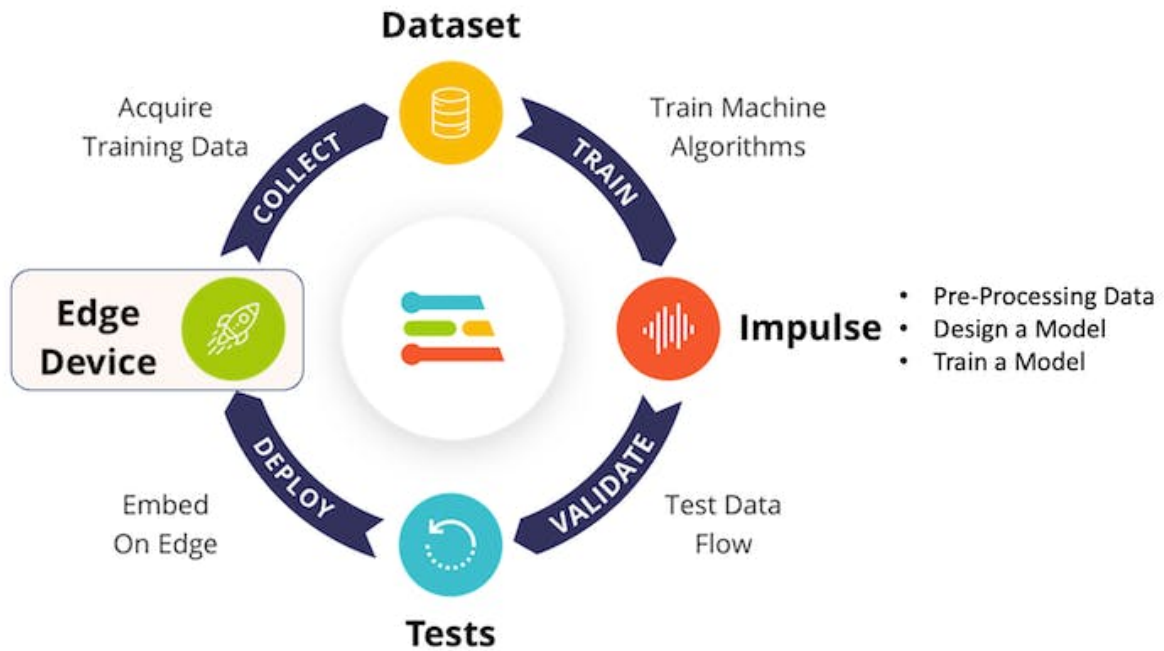 Dataset
Acquire
Training Data
COLLECT
TRAIN
Train Machine
Algorithms
Edge
Device
Impulse
• Pre-Processing Data
• Design a Model
• Train a Model
DEPLOY
VALIDATE
Embed
On Edge
Test Data
Flow
Tests